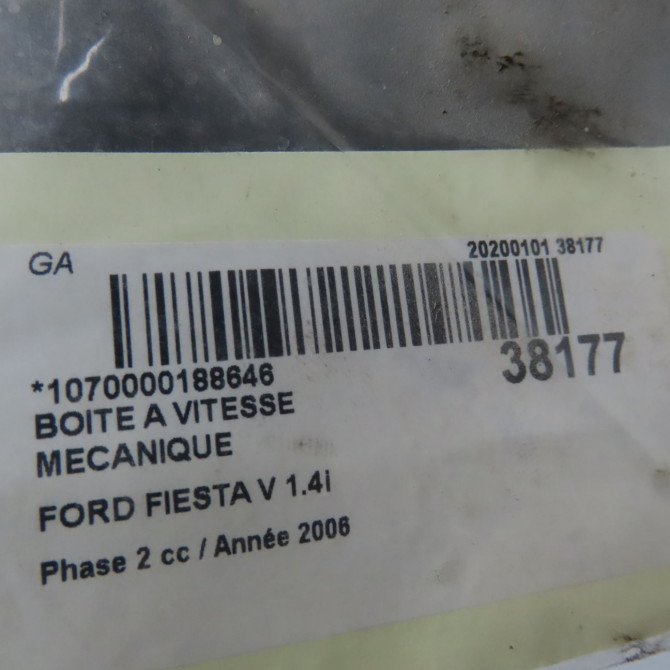 GA
20200101 38177
*1070000188646
38177
BOITE A VITESSE
MECANIQUE
FORD FIESTA V 1.4i
Phase 2 cc / Année 2006